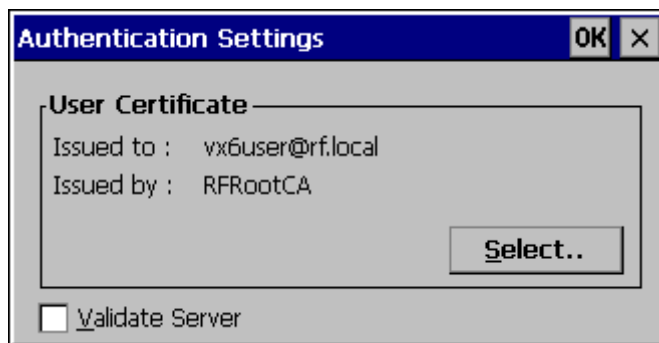 Authentication Settings OK ×
User Certificate
Issued to : vx6user@rf.local
Issued by : RFRootCA
Select..
Validate Server